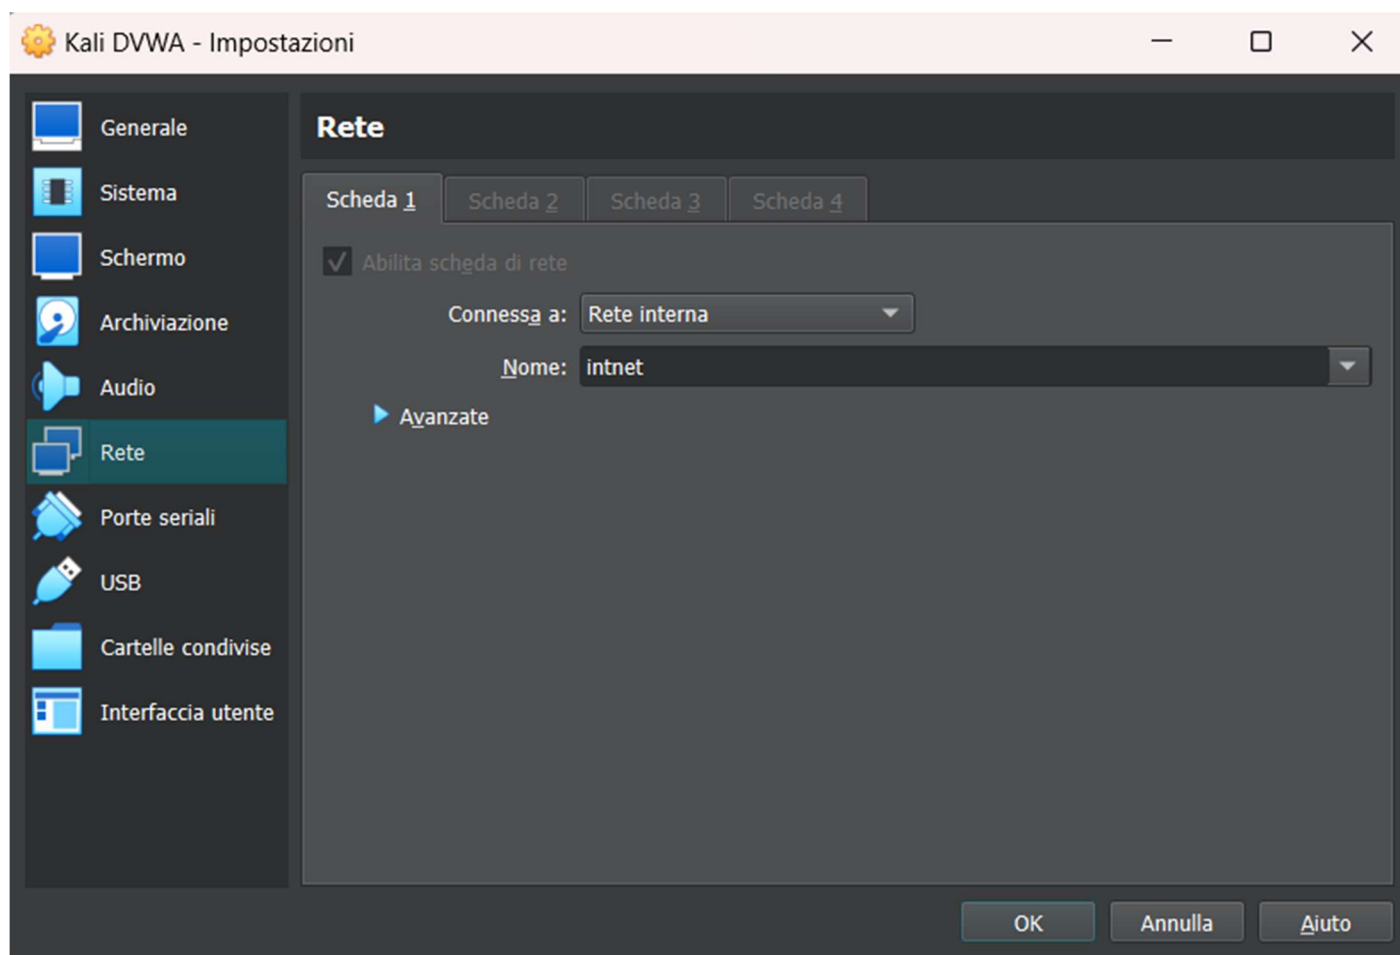 Kali DVWA - Impostazioni
Generale
Sistema
Schermo
Archiviazione
Audio
Rete
Porte seriali
USB
Cartelle condivise
Interfaccia utente
Rete
Scheda 1 Scheda 2 Scheda 3 Scheda 4
Abilita scheda di rete
Connessa a: Rete interna
Nome: intnet
Avanzate
OK Annulla Aiuto